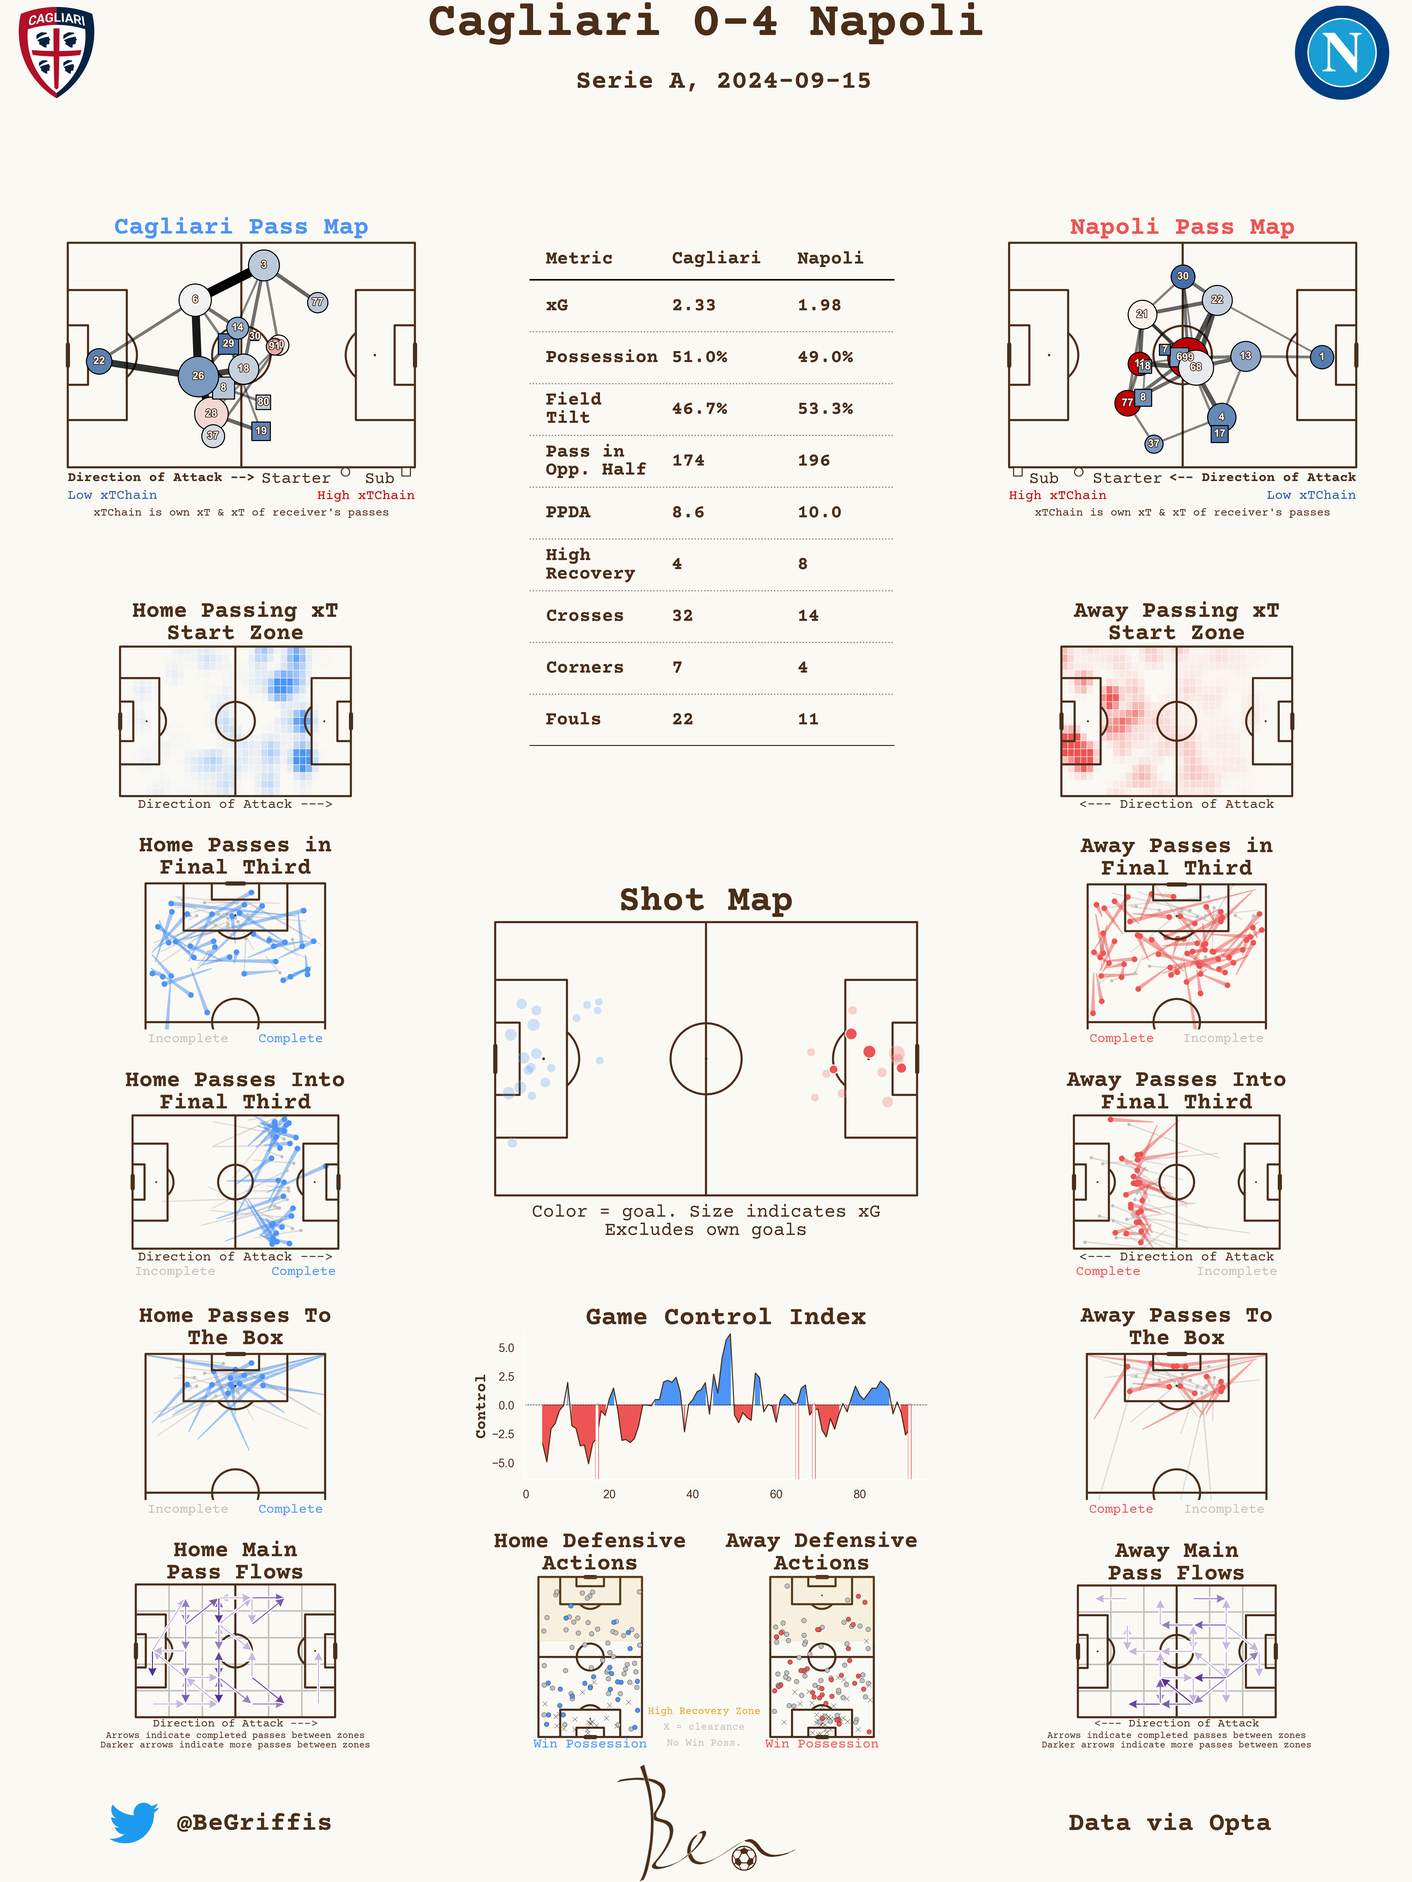 Cagliari 0-4 Napoli
Serie A, 2024-09-15
CAGLIARI
N
Cagliari Pass Map
3
6
77
14
30
29
22
18
26
8
80
28
37
19
Direction of Attack --> Starter Sub
Low xTChain High xTChain
xTChain is own xT & xT of receiver's passes
Metric Cagliari Napoli
xG 2.33 1.98
Possession 51.0% 49.0%
Field
Tilt 46.7% 53.3%
Pass in
Opp. Half 174 196
PPDA 8.6 10.0
High
Recovery 4 8
Crosses 32 14
Corners 7 4
Fouls 22 11
Napoli Pass Map
30
22
21
7
13
1
18
68
77
8
4
17
37
Sub Starter <-- Direction of Attack
High xTChain Low xTChain
xTChain is own xT & xT of receiver's passes
Home Passing xT
Start Zone
Direction of Attack --->
Away Passing xT
Start Zone
<--- Direction of Attack
Home Passes in
Final Third
Incomplete Complete
Away Passes in
Final Third
Complete Incomplete
Shot Map
Color = goal. Size indicates xG
Excludes own goals
Home Passes Into
Final Third
Direction of Attack --->
Incomplete Complete
Away Passes Into
Final Third
<--- Direction of Attack
Complete Incomplete
Home Passes To
The Box
Incomplete Complete
Game Control Index
Control
5.0
2.5
0.0
−2.5
−5.0
0 20 40 60 80
Away Passes To
The Box
Complete Incomplete
Home Main
Pass Flows
Direction of Attack --->
Arrows indicate completed passes between zones
Darker arrows indicate more passes between zones
Home Defensive
Actions
Win Possession
Away Defensive
Actions
Win Possession
High Recovery Zone
X = clearance
No Win Poss.
Away Main
Pass Flows
<--- Direction of Attack
Arrows indicate completed passes between zones
Darker arrows indicate more passes between zones
@BeGriffis
Ben
Data via Opta